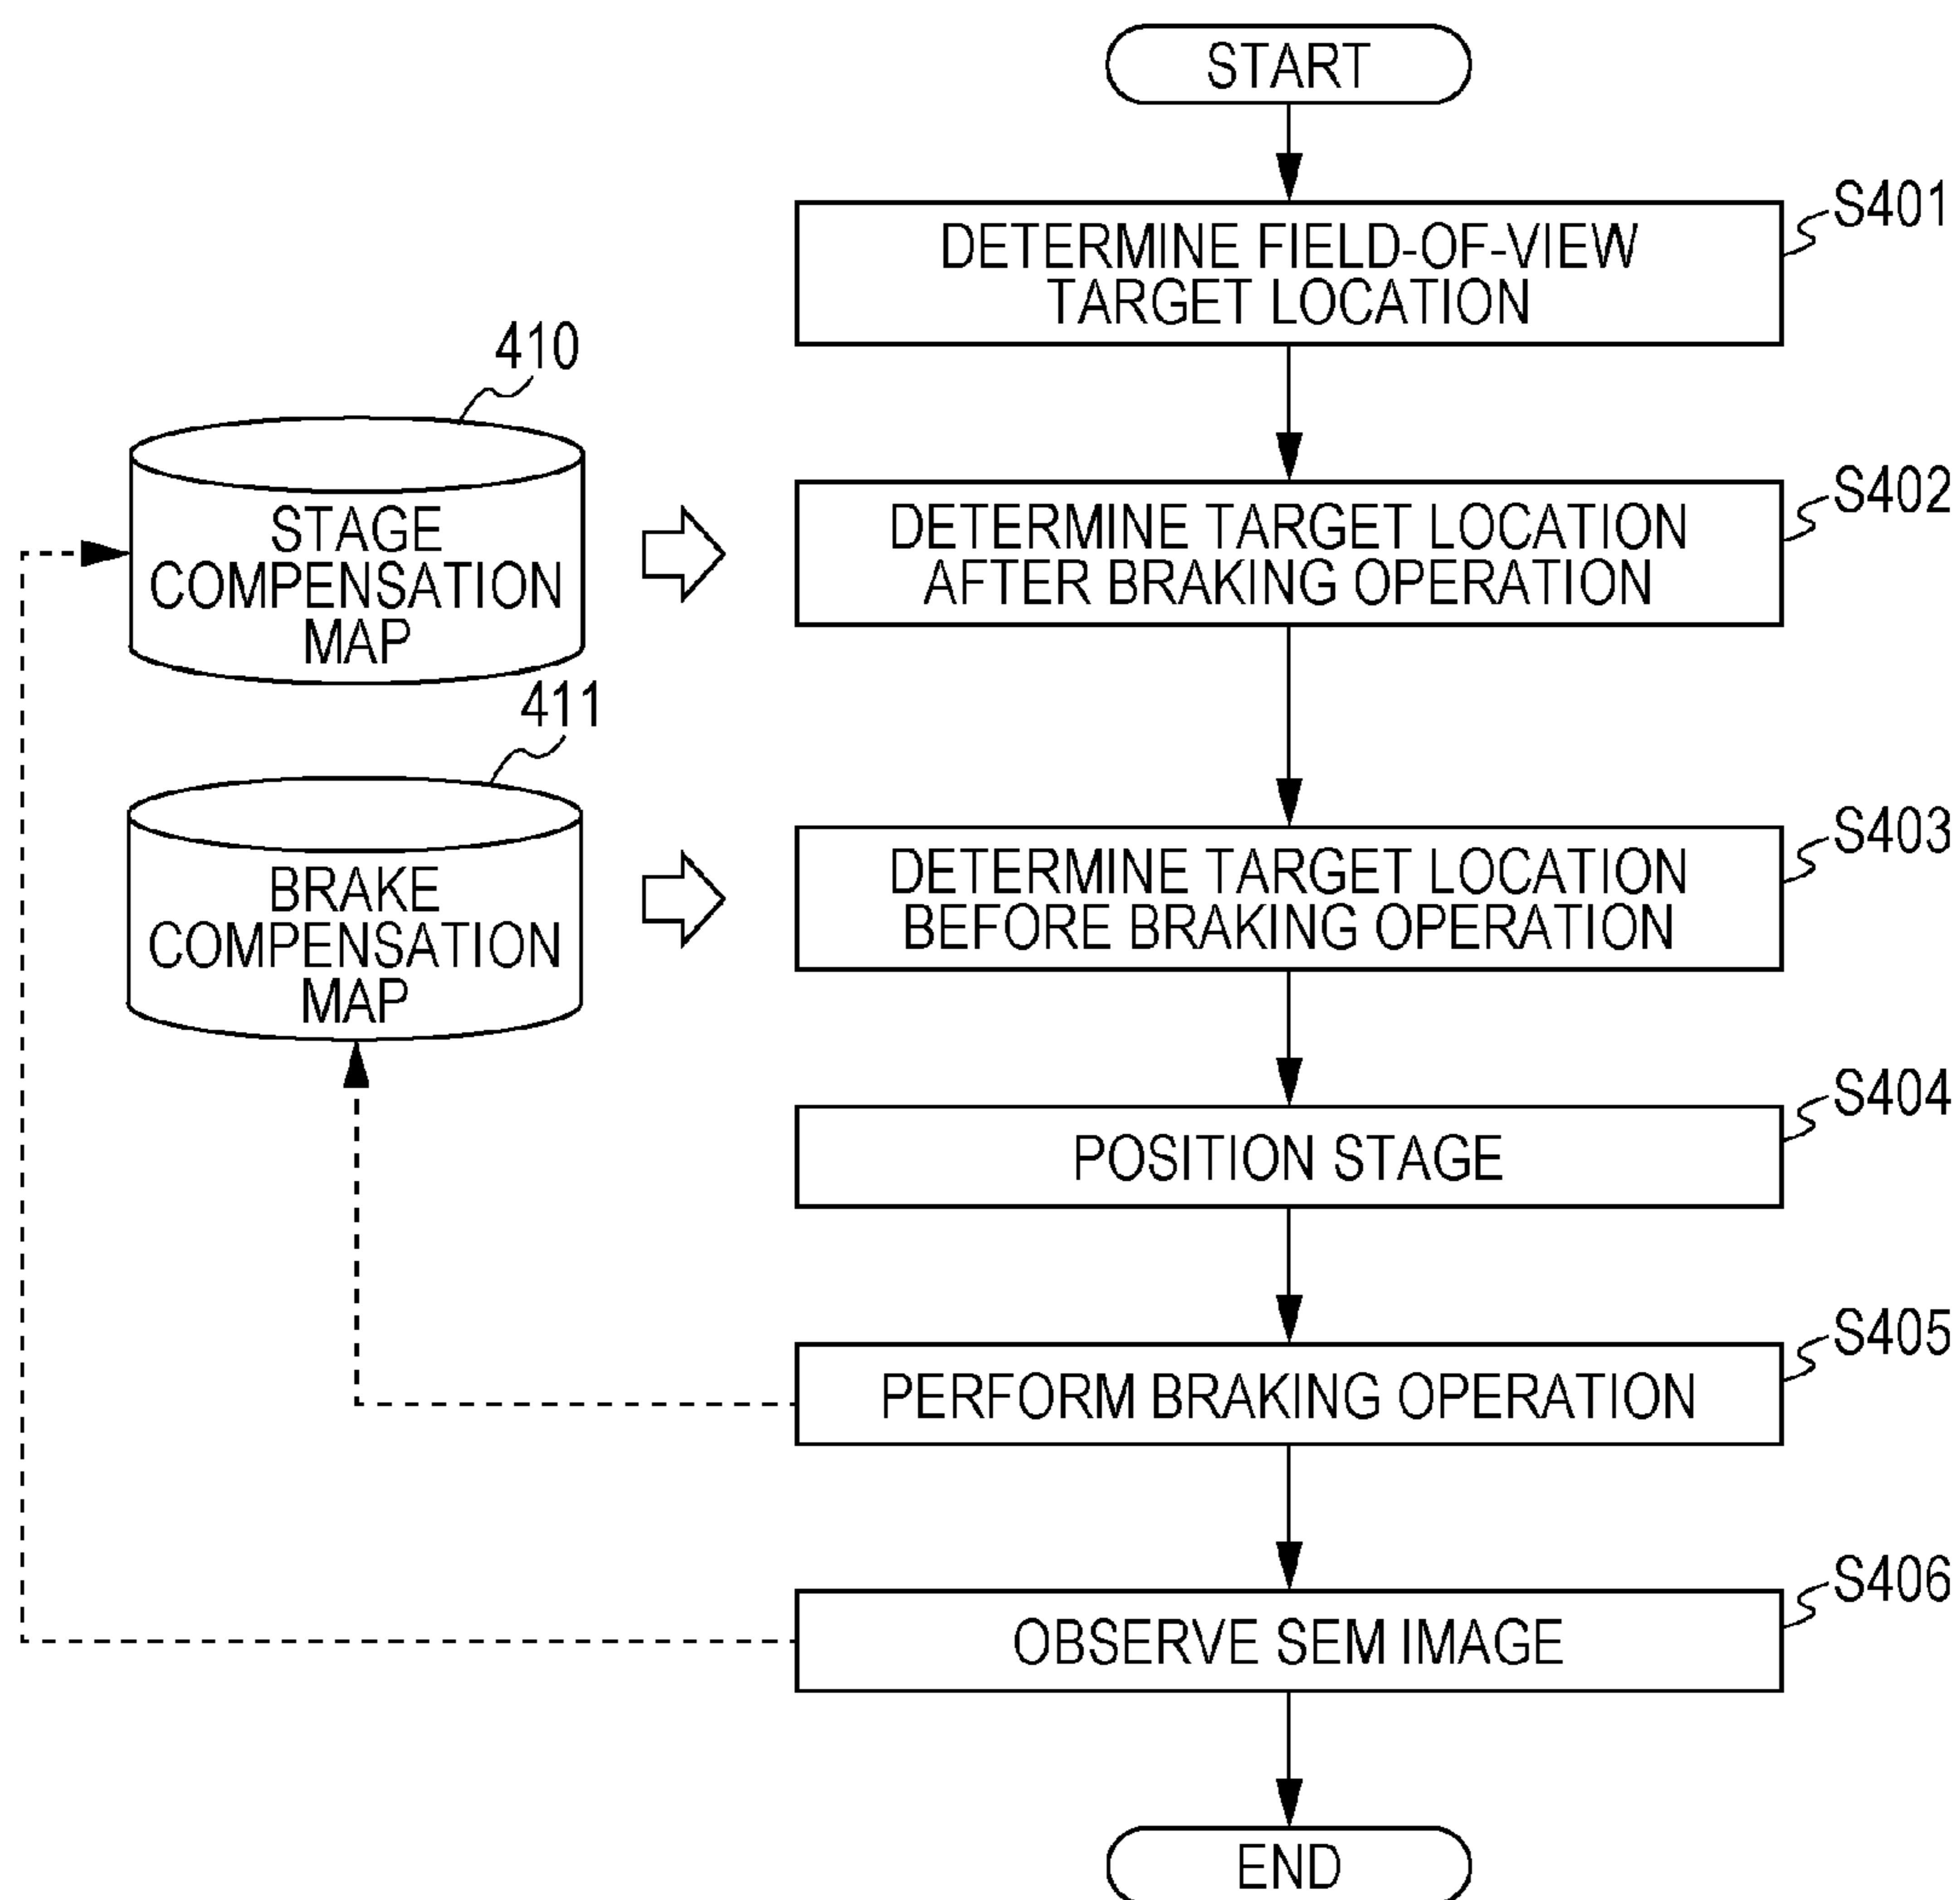 START
S401
DETERMINE FIELD-OF-VIEW
TARGET LOCATION
410
STAGE
COMPENSATION
MAP
S402
DETERMINE TARGET LOCATION
AFTER BRAKING OPERATION
411
BRAKE
COMPENSATION
MAP
S403
DETERMINE TARGET LOCATION
BEFORE BRAKING OPERATION
S404
POSITION STAGE
S405
PERFORM BRAKING OPERATION
S406
OBSERVE SEM IMAGE
END